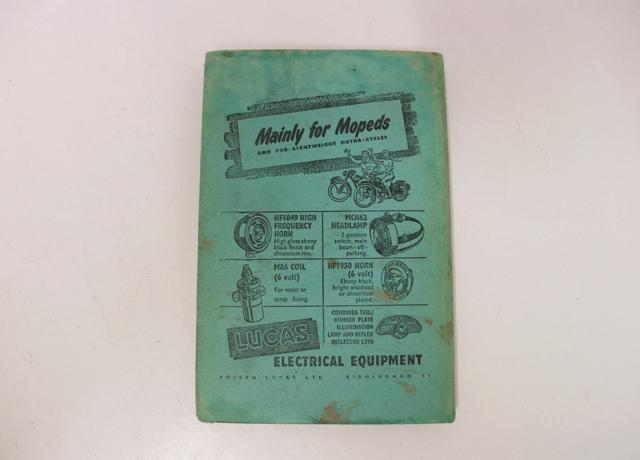 Mainly for Mopeds
AND FOR LIGHTWEIGHT MOTOR-CYCLES
HF1849 HIGH
FREQUENCY
HORN
High gloss ebony
black finish and
chromium rim.
MCH62
HEADLAMP
3 position
switch, main
beam-off-
parking.
MA6 COIL
(6 volt)
For waist or
strap fixing.
HF1950 HORN
(6 volt)
Ebony black,
bright anodised
or chromium
plated.
LUCAS
COMBINED TAIL/
NUMBER PLATE
ILLUMINATION
LAMP AND REFLEX
REFLECTOR L590
ELECTRICAL EQUIPMENT
JOSEPH LUCAS LTD · BIRMINGHAM 19